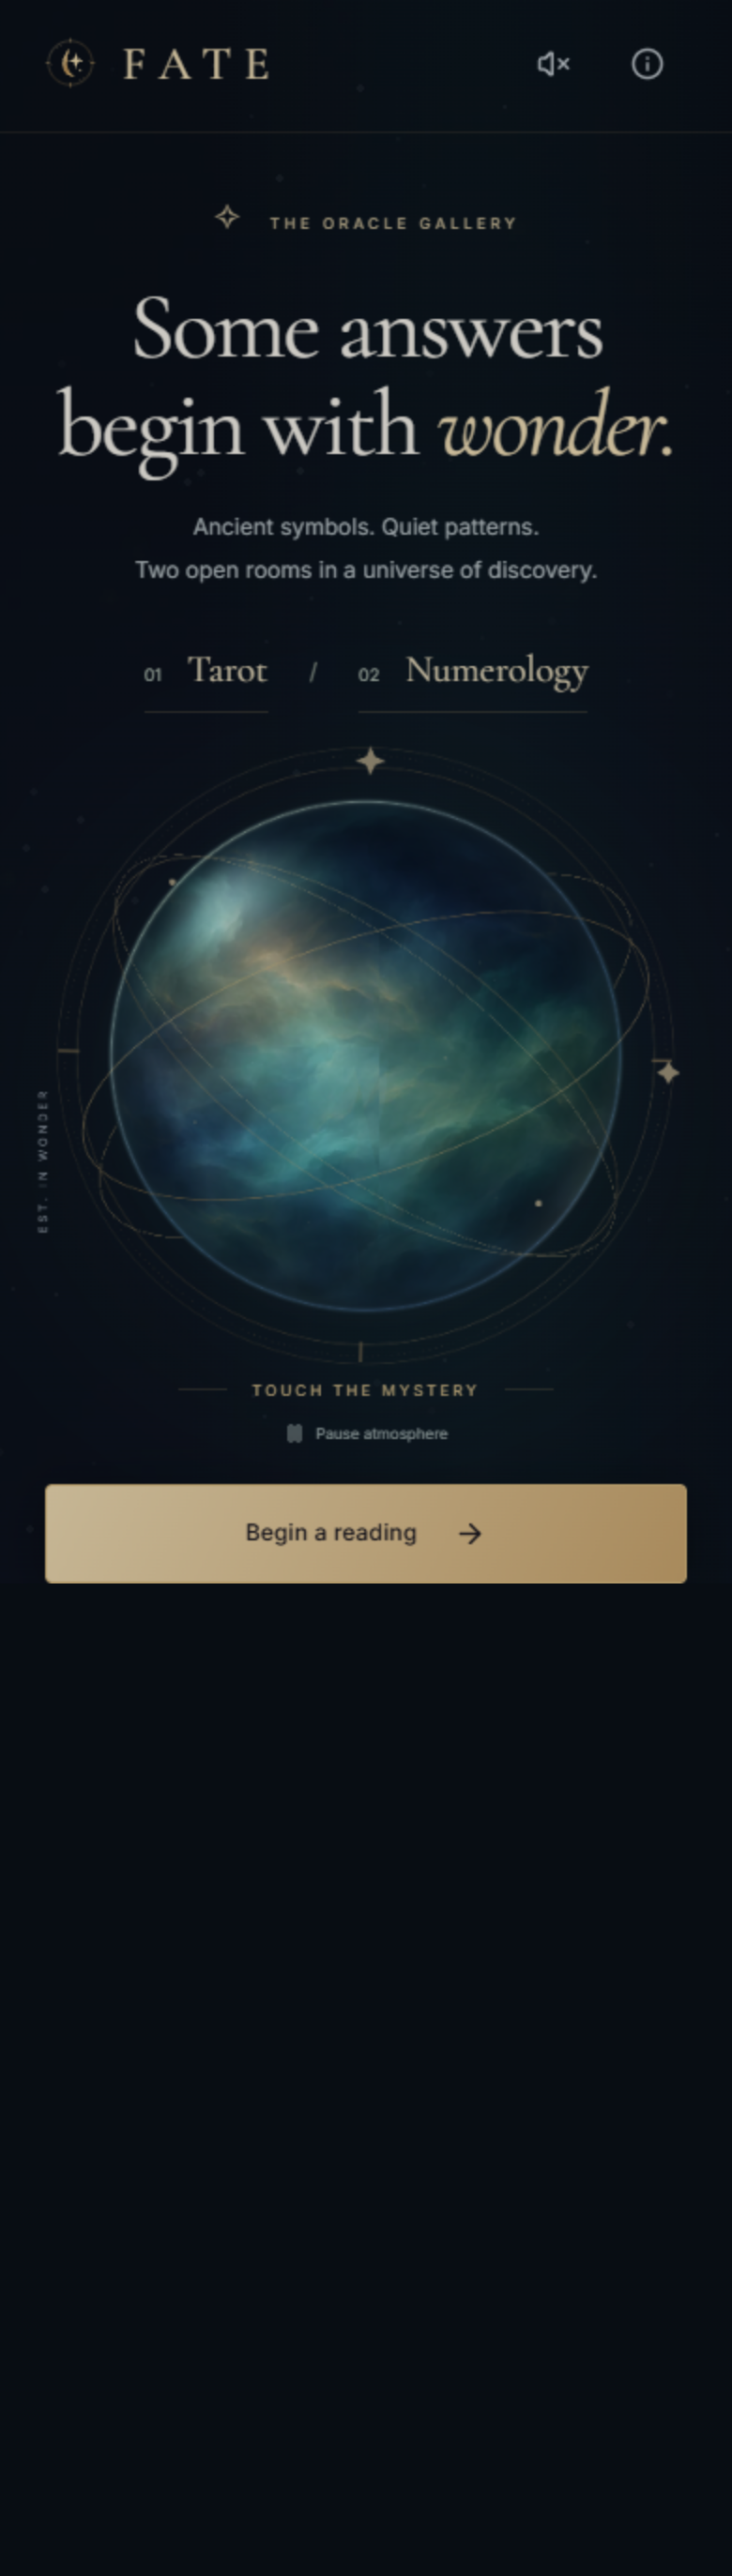 FATE
THE ORACLE GALLERY
Some answers
begin with wonder.
Ancient symbols. Quiet patterns.
Two open rooms in a universe of discovery.
01 Tarot / 02 Numerology
EST. IN WONDER
TOUCH THE MYSTERY
Pause atmosphere
Begin a reading